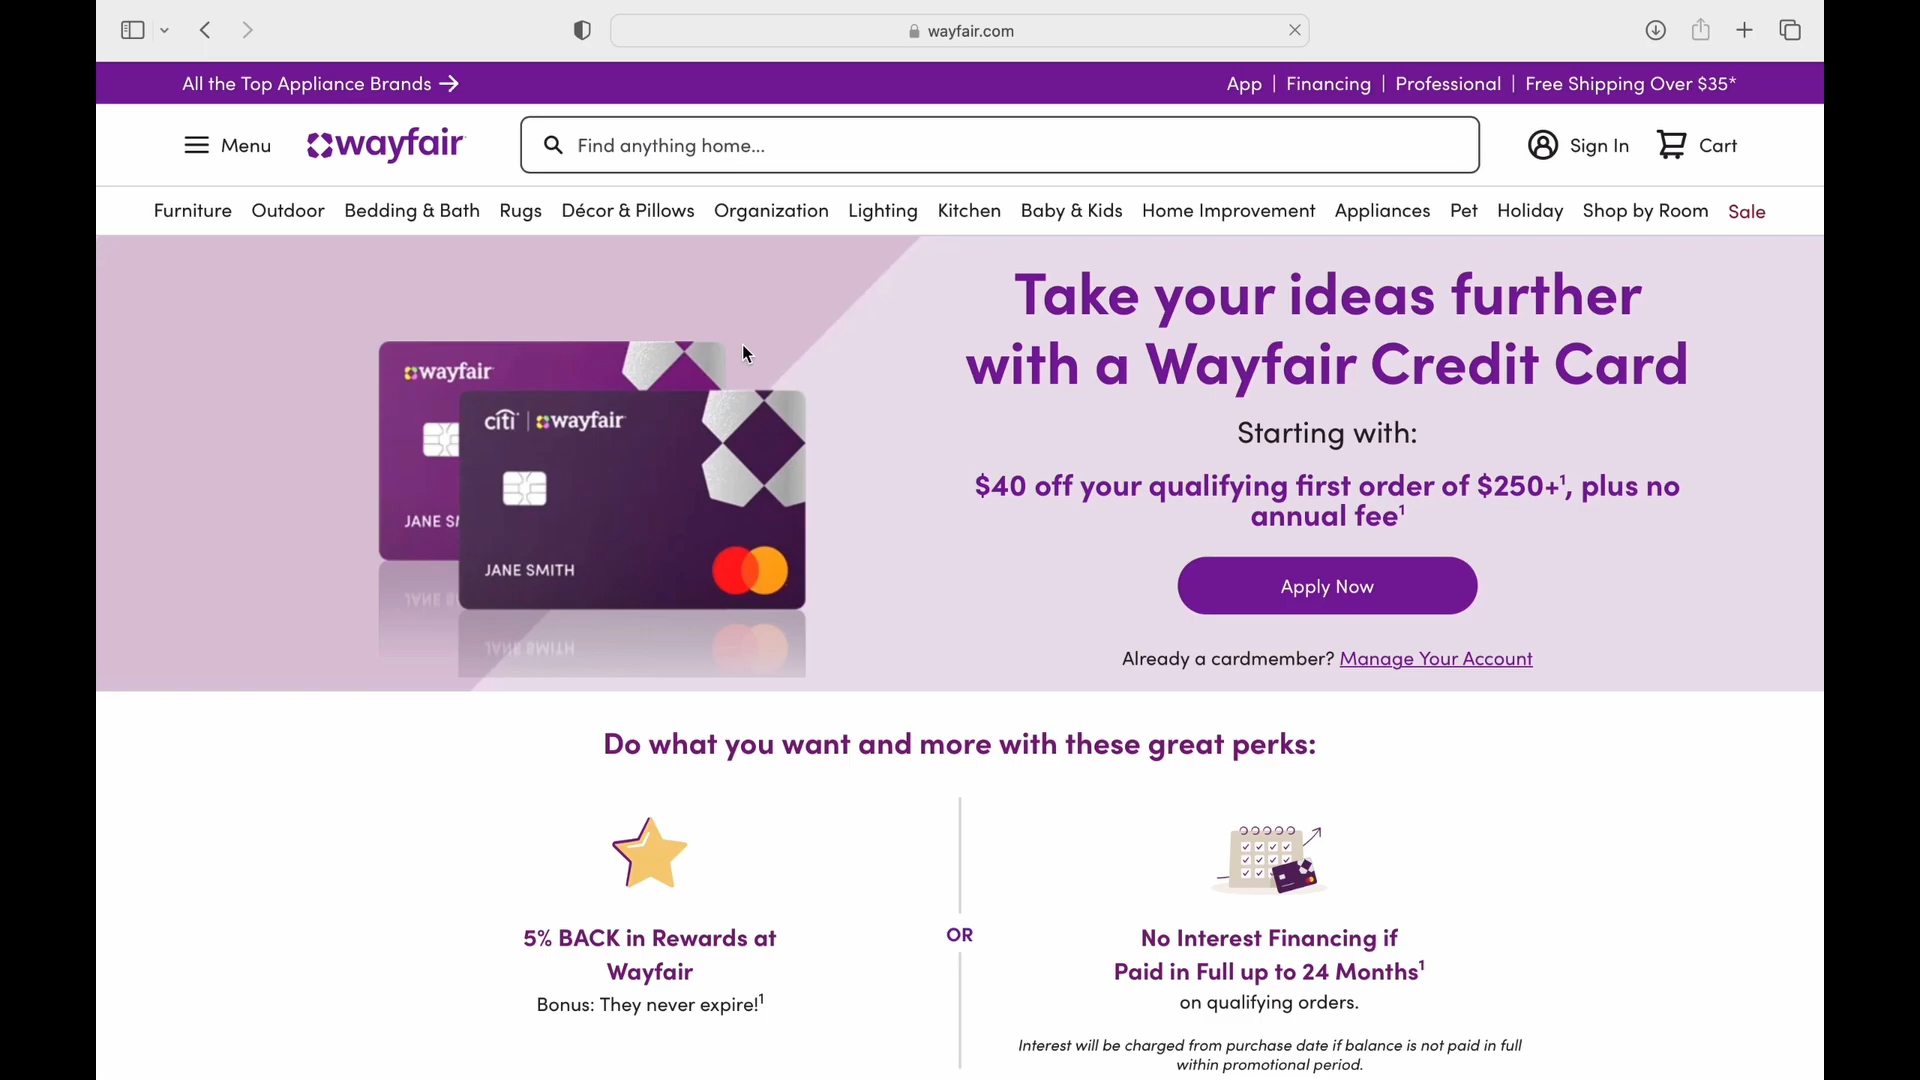 wayfair.com
All the Top Appliance Brands
App | Financing | Professional | Free Shipping Over $35*
Menu
wayfair
Find anything home...
Sign In
Cart
Furniture Outdoor Bedding & Bath Rugs Décor & Pillows Organization Lighting Kitchen Baby & Kids Home Improvement Appliances Pet Holiday Shop by Room Sale
wayfair
JANE
citi | wayfair
JANE SMITH
Take your ideas further
with a Wayfair Credit Card
Starting with:
$40 off your qualifying first order of $250+¹, plus no
annual fee¹
Apply Now
Already a cardmember? Manage Your Account
Do what you want and more with these great perks:
5% BACK in Rewards at
Wayfair
Bonus: They never expire!¹
OR
No Interest Financing if
Paid in Full up to 24 Months¹
on qualifying orders.
Interest will be charged from purchase date if balance is not paid in full
within promotional period.